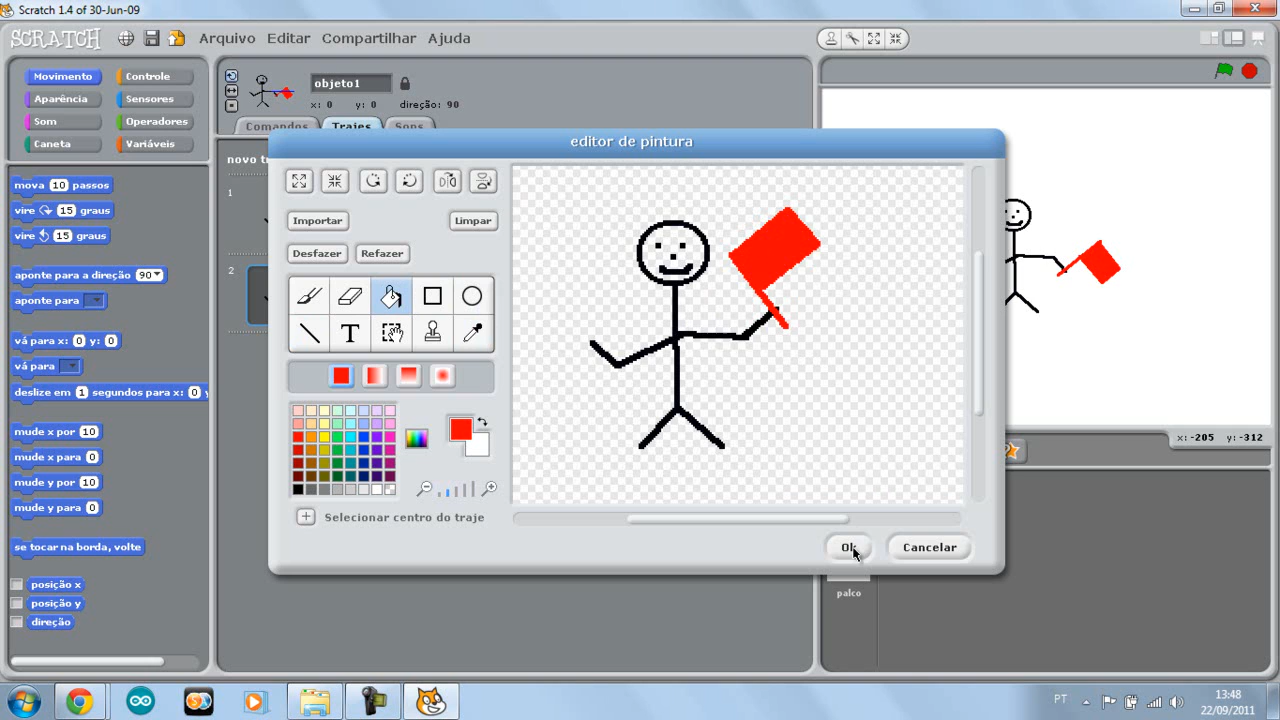 Scratch 1.4 of 30-Jun-09
SCRATCH
Arquivo Editar Compartilhar Ajuda
Movimento Controle
Aparência Sensores
Som Operadores
Caneta Variáveis
objeto1
x: 0 y: 0 direção: 90
Comandos Trajes Sons
novo tr
1
2
mova 10 passos
vire 15 graus
vire 15 graus
aponte para a direção 90
aponte para
vá para x: 0 y: 0
vá para
deslize em 1 segundos para x: 0 y
mude x por 10
mude x para 0
mude y por 10
mude y para 0
se tocar na borda, volte
posição x
posição y
direção
editor de pintura
Importar Limpar
Desfazer Refazer
T
Selecionar centro do traje
Ok Cancelar
x: -205 y: -312
palco
PT
13:48
22/09/2011